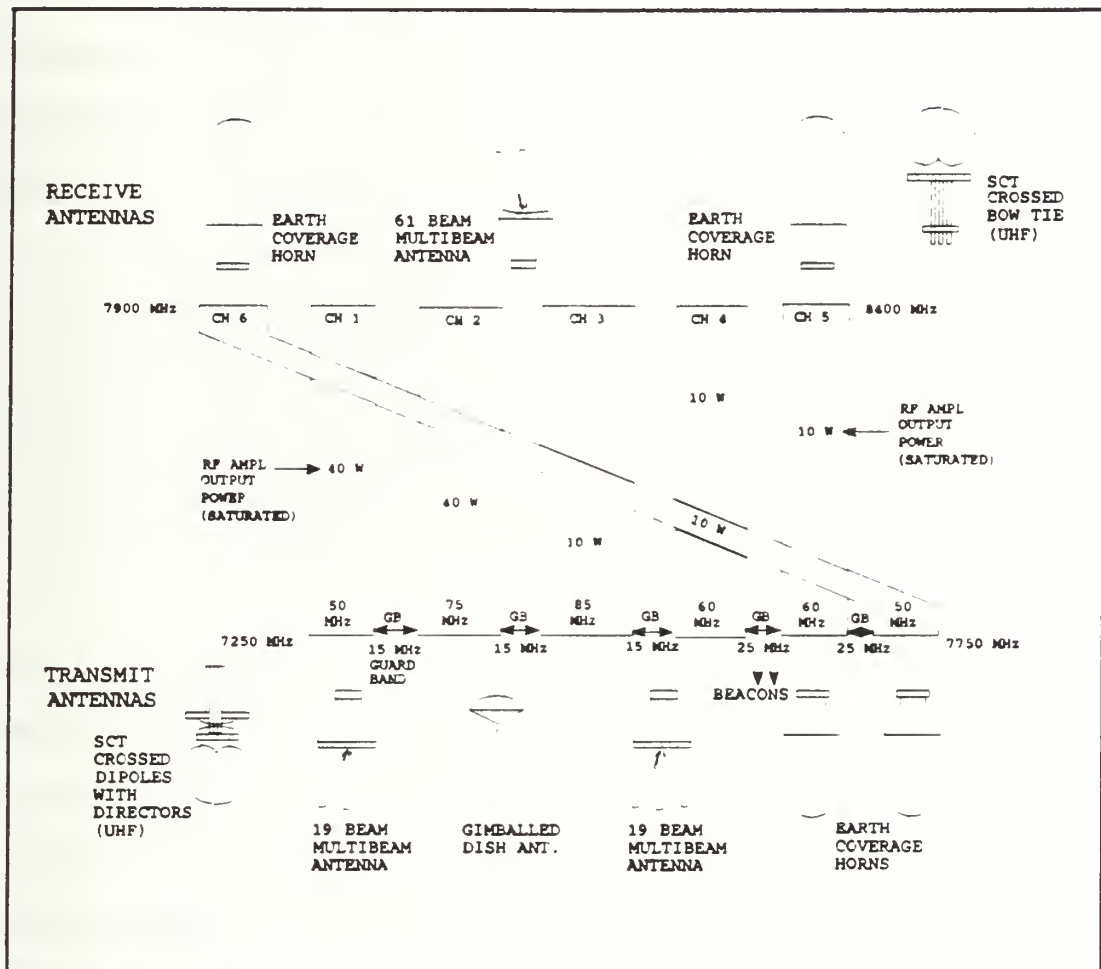 RECEIVE
ANTENNAS
EARTH
COVERAGE
HORN
61 BEAM
MULTIBEAM
ANTENNA
EARTH
COVERAGE
HORN
SCT
CROSSED
BOW TIE
(UHF)
7900 MHz
CH 6
CH 1
CH 2
CH 3
CH 4
CH 5
8400 MHz
10 W
10 W
RF AMPL
OUTPUT
POWER
(SATURATED)
RF AMPL
OUTPUT
POWER
(SATURATED)
40 W
40 W
10 W
10 W
50
MHz
GB
75
MHz
GB
85
MHz
GB
60
MHz
GB
60
MHz
GB
50
MHz
7250 MHz
15 MHz
GUARD
BAND
15 MHz
15 MHz
25 MHz
25 MHz
7750 MHz
TRANSMIT
ANTENNAS
BEACONS
SCT
CROSSED
DIPOLES
WITH
DIRECTORS
(UHF)
19 BEAM
MULTIBEAM
ANTENNA
GIMBALLED
DISH ANT.
19 BEAM
MULTIBEAM
ANTENNA
EARTH
COVERAGE
HORNS